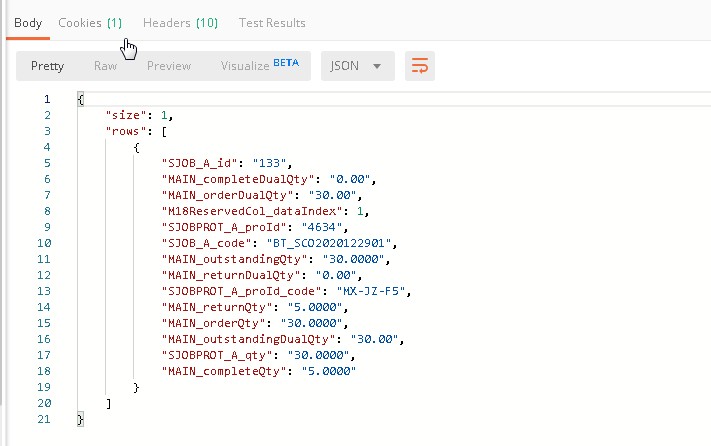 Body Cookies (1) Headers (10) Test Results
Pretty Raw Preview Visualize BETA JSON
1 {
2 "size": 1,
3 "rows": [
4 {
5 "SJOB_A_id": "133",
6 "MAIN_completeDualQty": "0.00",
7 "MAIN_orderDualQty": "30.00",
8 "M18ReservedCol_dataIndex": 1,
9 "SJOBPROT_A_proId": "4634",
10 "SJOB_A_code": "BT_SCO2020122901",
11 "MAIN_outstandingQty": "30.0000",
12 "MAIN_returnDualQty": "0.00",
13 "SJOBPROT_A_proId_code": "MX-JZ-F5",
14 "MAIN_returnQty": "5.0000",
15 "MAIN_orderQty": "30.0000",
16 "MAIN_outstandingDualQty": "30.00",
17 "SJOBPROT_A_qty": "30.0000",
18 "MAIN_completeQty": "5.0000"
19 }
20 ]
21 }